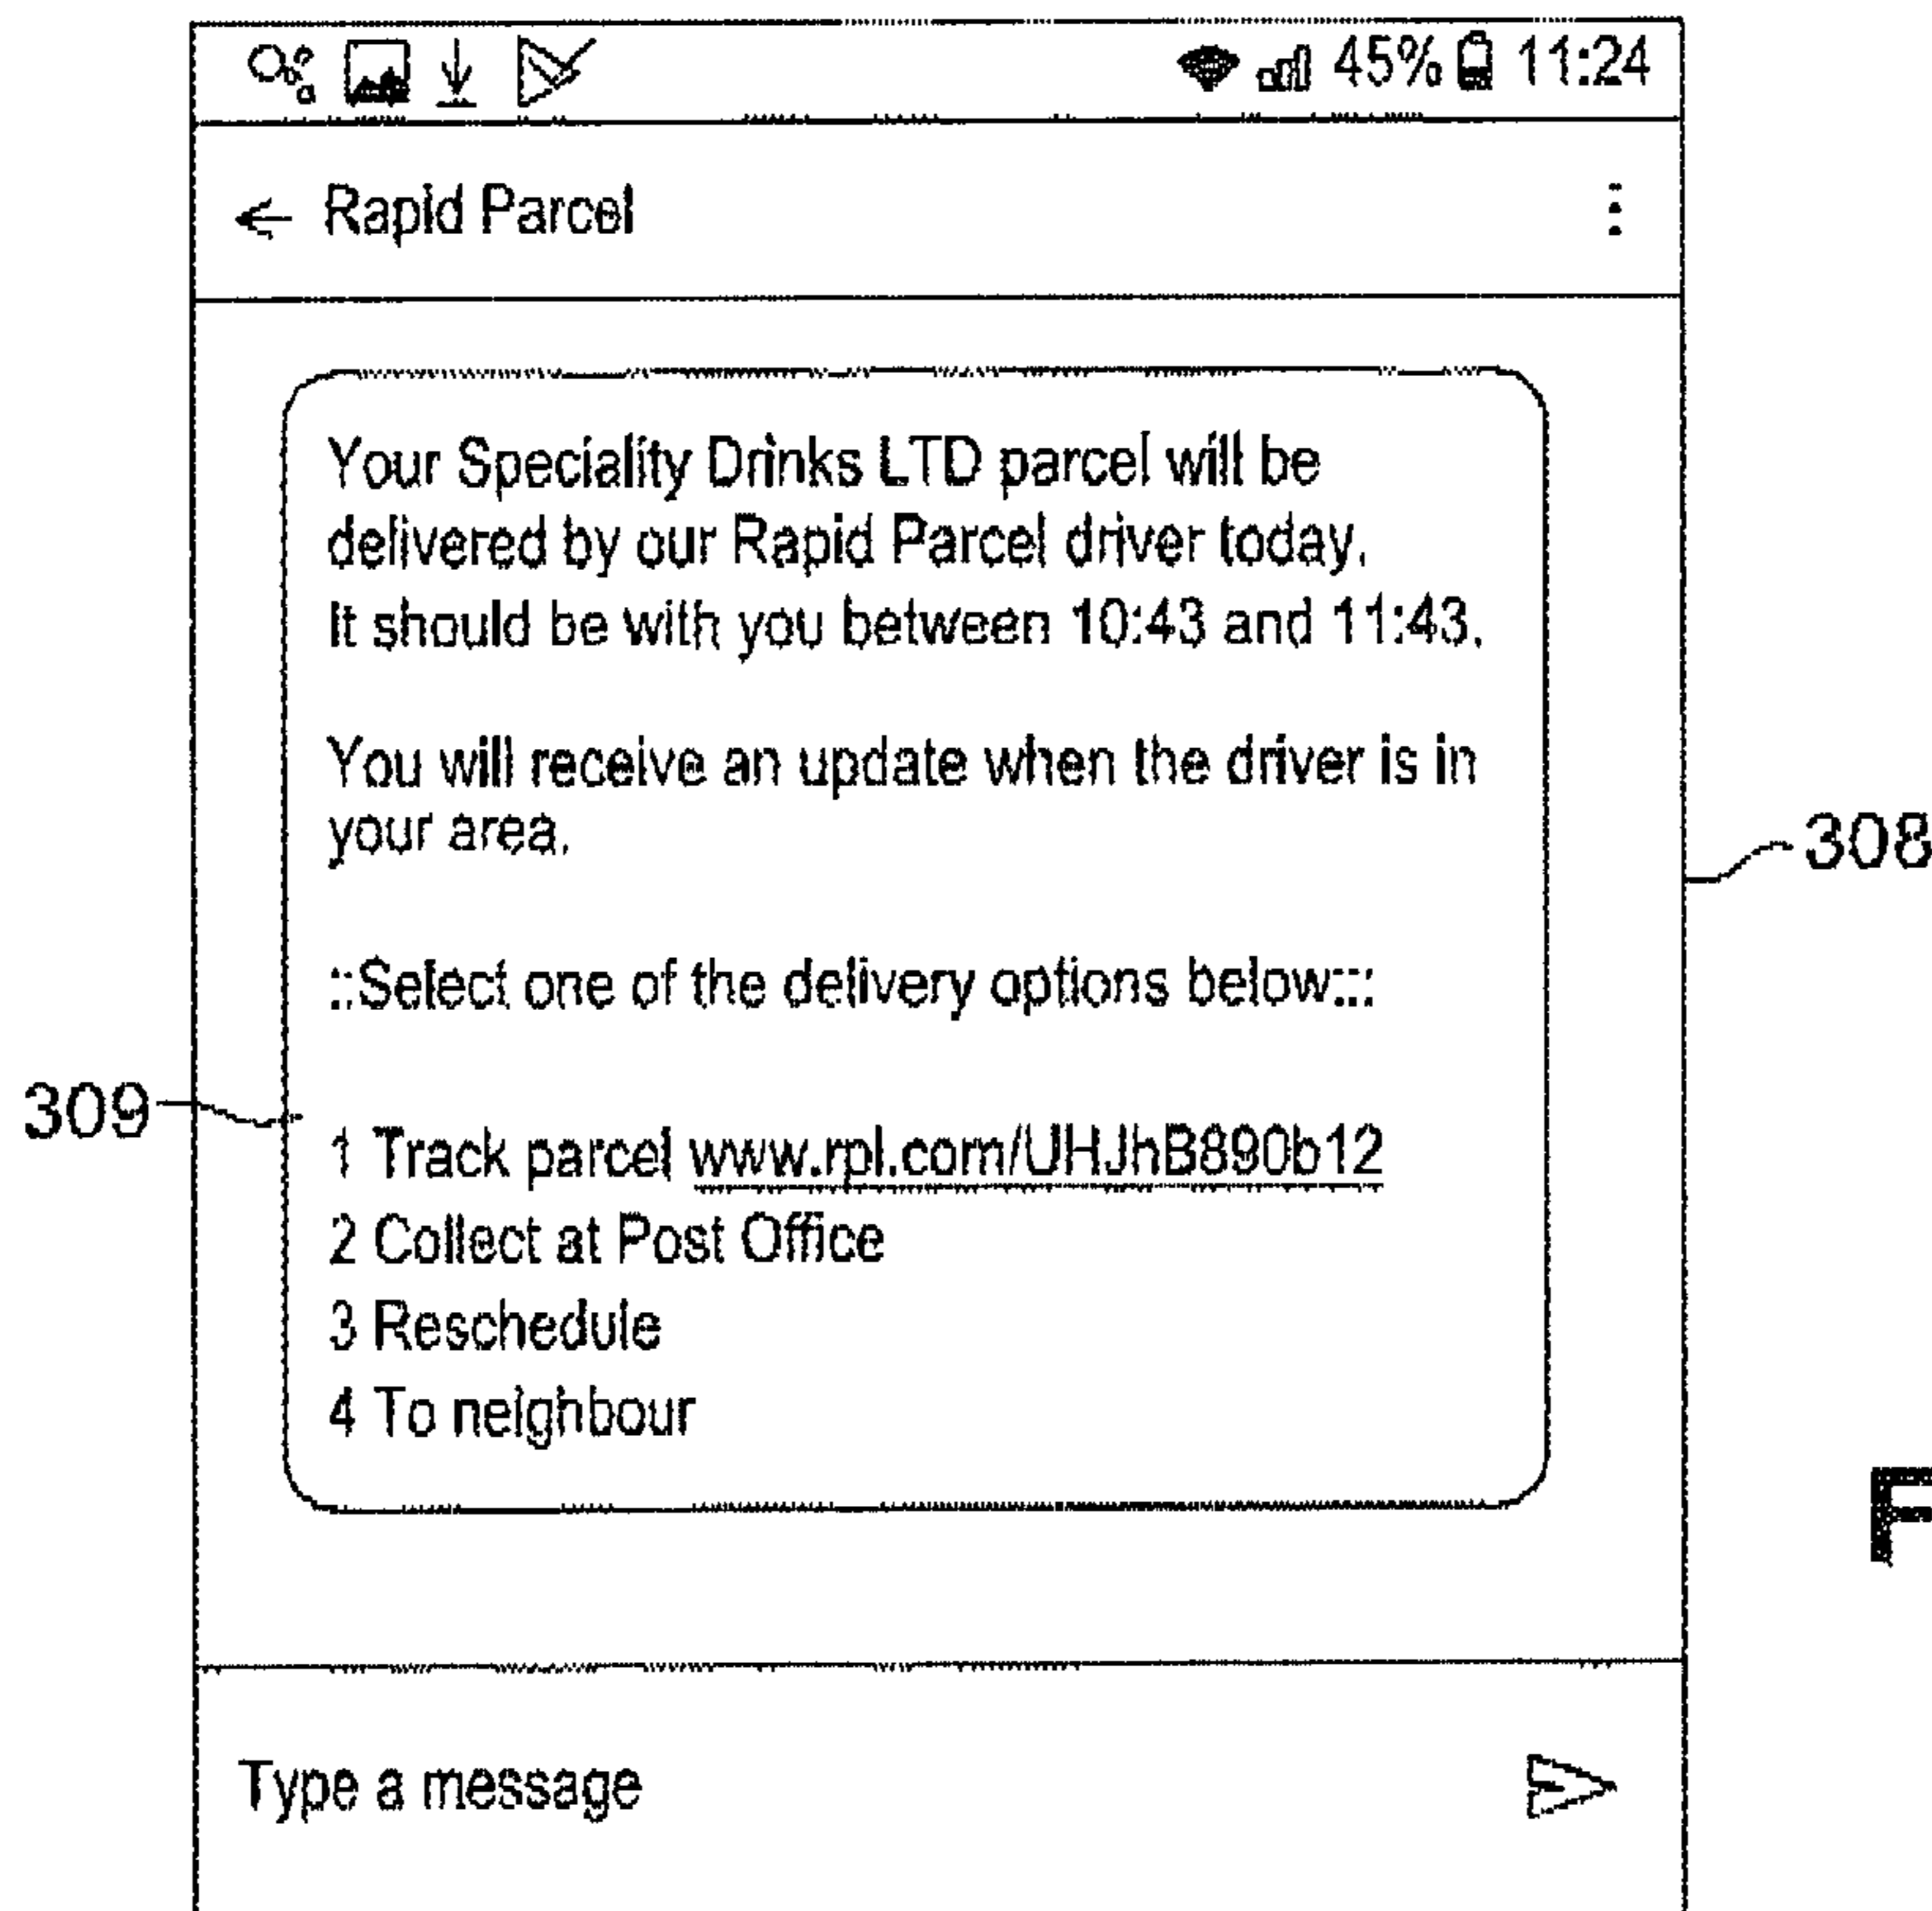 45% 11:24
Rapid Parcel
Your Speciality Drinks LTD parcel will be
delivered by our Rapid Parcel driver today.
It should be with you between 10:43 and 11:43.
You will receive an update when the driver is in
your area.
308
::Select one of the delivery options below:::
309
1 Track parcel www.rpl.com/UHJhB890b12
2 Collect at Post Office
3 Reschedule
4 To neighbour
F
Type a message